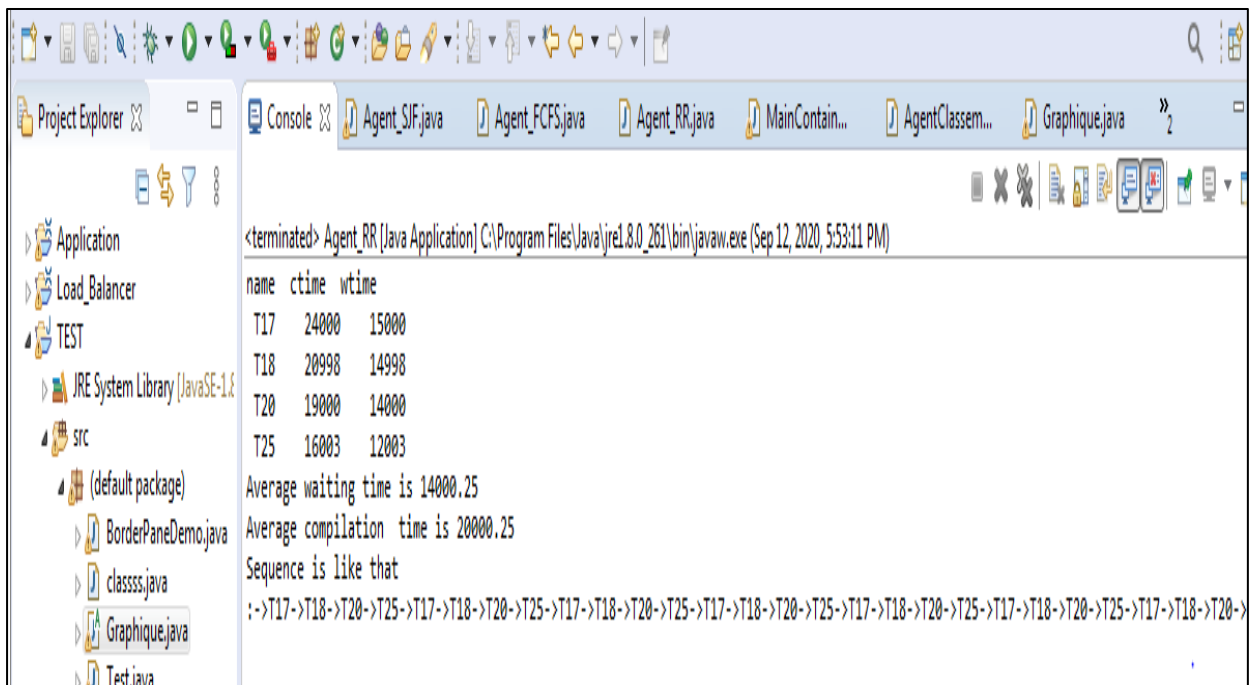 Project Explorer
Console Agent_SJF.java Agent_FCFS.java Agent_RR.java MainContain... AgentClassem... Graphique.java »2
<terminated> Agent_RR [Java Application] C:\Program Files\Java\jre1.8.0_261\bin\javaw.exe (Sep 12, 2020, 5:53:11 PM)
Application
Load_Balancer
TEST
JRE System Library [JavaSE-1.8
src
(default package)
BorderPaneDemo.java
classss.java
Graphique.java
Test.java
name ctime wtime
T17 24000 15000
T18 20998 14998
T20 19000 14000
T25 16003 12003
Average waiting time is 14000.25
Average compilation time is 20000.25
Sequence is like that
:->T17->T18->T20->T25->T17->T18->T20->T25->T17->T18->T20->T25->T17->T18->T20->T25->T17->T18->T20->T25->T17->T18->T20->T25->T17->T18->T20->